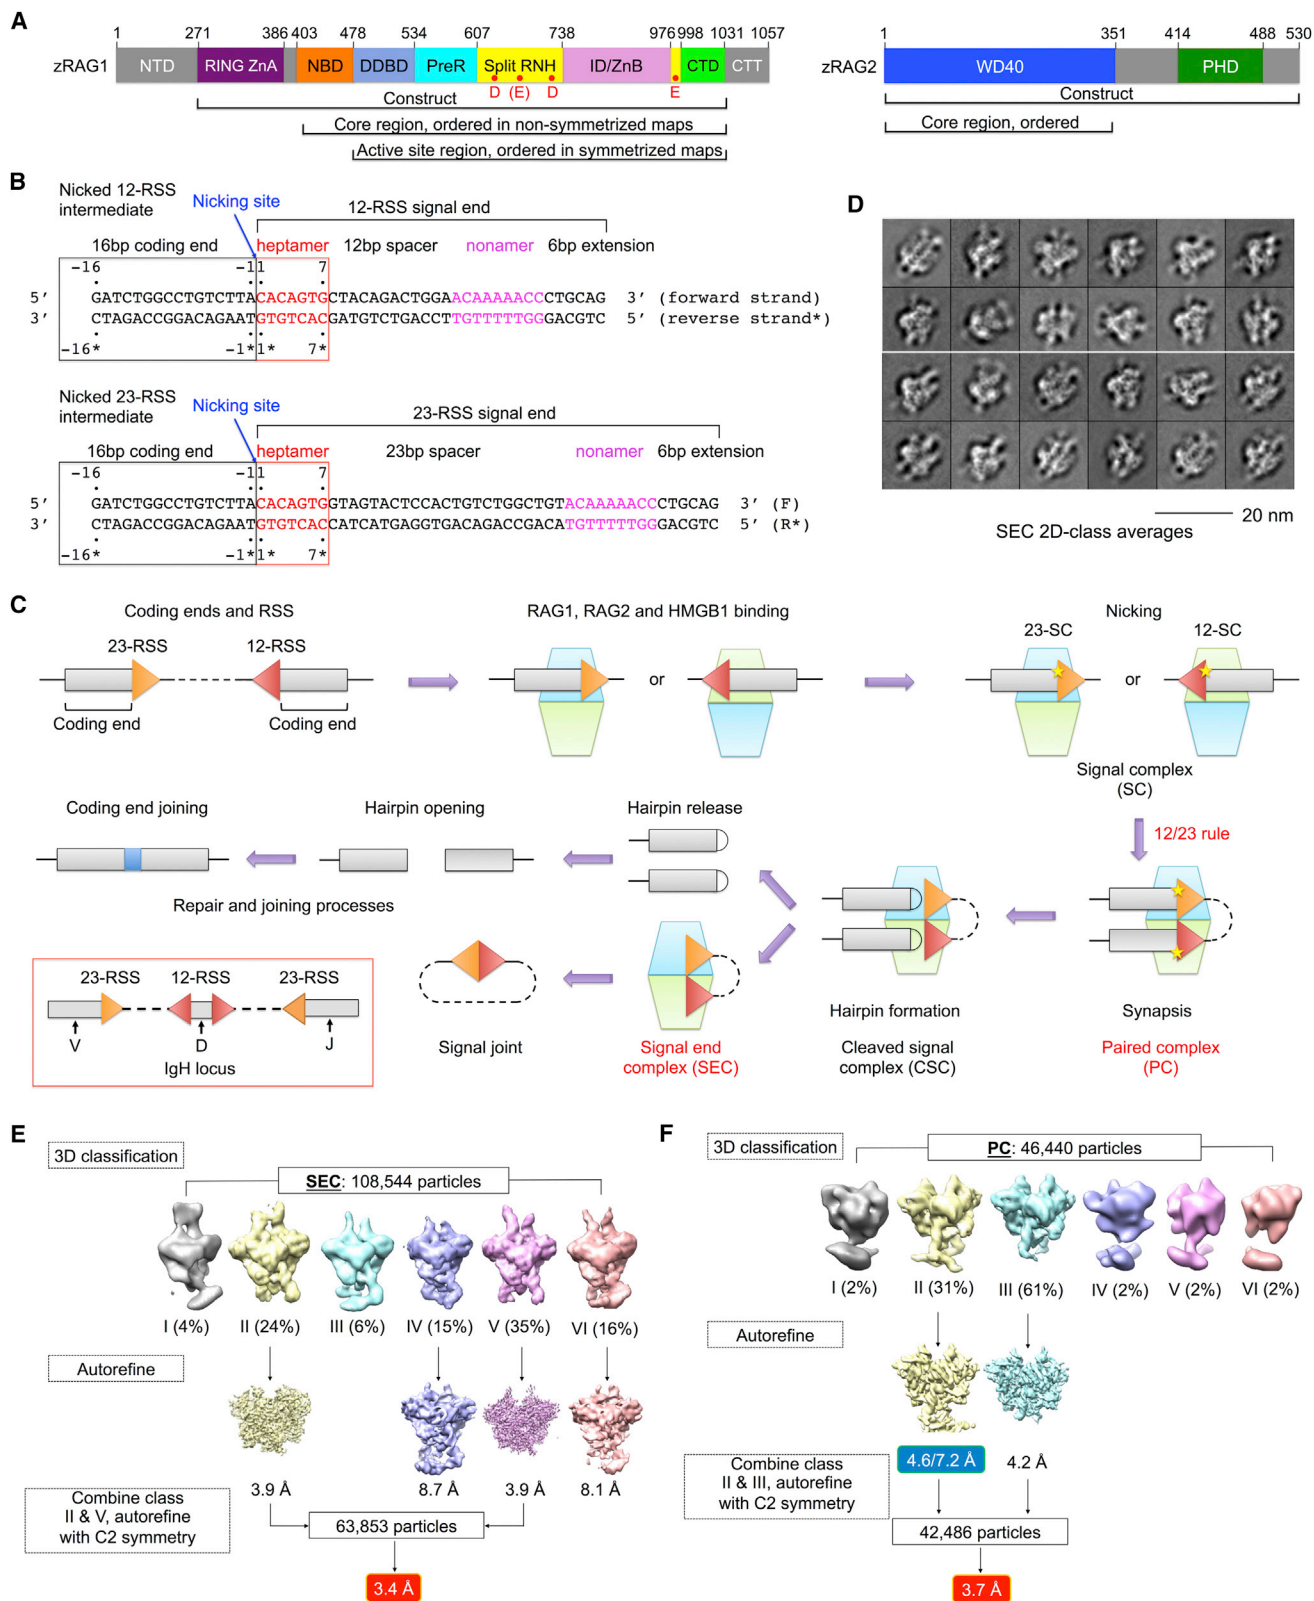 A
1 271 386 403 478 534 607 738 976 998 1031 1057
zRAG1 NTD RING ZnA NBD DDBD PreR Split RNH ID/ZnB CTD CTT
D (E) D E
Construct
Core region, ordered in non-symmetrized maps
Active site region, ordered in symmetrized maps
1 351 414 488 530
zRAG2 WD40 PHD
Construct
Core region, ordered
B
Nicked 12-RSS
intermediate
Nicking site
12-RSS signal end
16bp coding end heptamer 12bp spacer nonamer 6bp extension
-16 -1 1 7
5′ GATCTGGCCTGTCTTACACAGTGCTACAGACTGGAACAAAAACCCTGCAG 3′ (forward strand)
3′ CTAGACCGGACAGAATGTGTCACGATGTCTGACCTTGTTTTTGGGACGTC 5′ (reverse strand*)
-16* -1* 1* 7*
Nicked 23-RSS
intermediate
Nicking site
23-RSS signal end
16bp coding end heptamer 23bp spacer nonamer 6bp extension
-16 -1 1 7
5′ GATCTGGCCTGTCTTACACAGTGGTAGTACTCCACTGTCTGGCTGTACAAAAACCCTGCAG 3′ (F)
3′ CTAGACCGGACAGAATGTGTCACCATCATGAGGTGACAGACCGACATGTTTTTGGGACGTC 5′ (R*)
-16* -1* 1* 7*
D
20 nm
SEC 2D-class averages
C
Coding ends and RSS
23-RSS 12-RSS
Coding end Coding end
RAG1, RAG2 and HMGB1 binding
or
Nicking
23-SC 12-SC
or
Signal complex
(SC)
12/23 rule
Synapsis
Paired complex
(PC)
Hairpin formation
Cleaved signal
complex (CSC)
Hairpin release
Hairpin opening
Coding end joining
Repair and joining processes
Signal end
complex (SEC)
Signal joint
23-RSS 12-RSS 23-RSS
V D J
IgH locus
E
3D classification
SEC: 108,544 particles
I (4%) II (24%) III (6%) IV (15%) V (35%) VI (16%)
Autorefine
3.9 Å 8.7 Å 3.9 Å 8.1 Å
Combine class
II & V, autorefine
with C2 symmetry
63,853 particles
3.4 Å
F
3D classification
PC: 46,440 particles
I (2%) II (31%) III (61%) IV (2%) V (2%) VI (2%)
Autorefine
4.6/7.2 Å 4.2 Å
Combine class
II & III, autorefine
with C2 symmetry
42,486 particles
3.7 Å